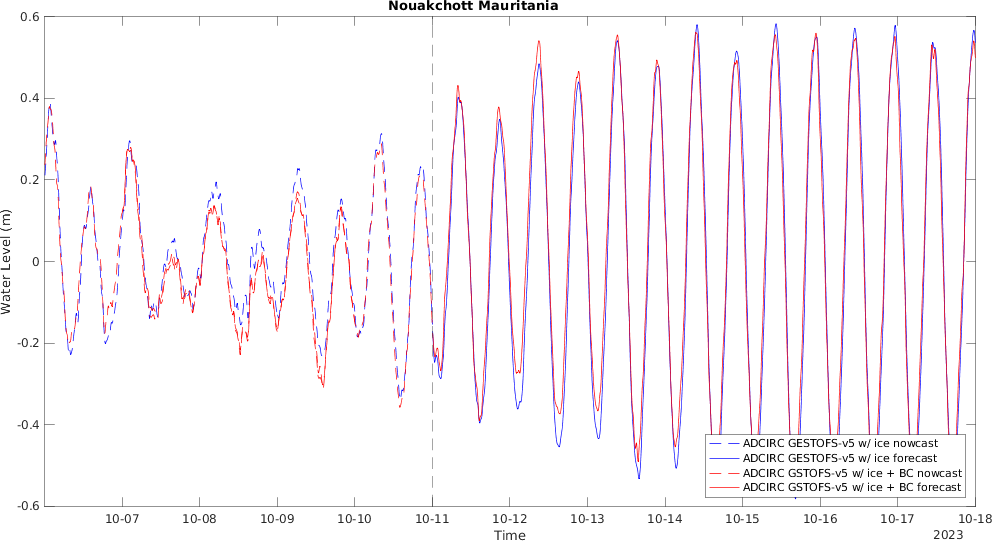 Nouakchott Mauritania
0.6
0.4
0.2
0
-0.2
-0.4
-0.6
Water Level (m)
ADCIRC GESTOFS-v5 w/ ice nowcast
ADCIRC GESTOFS-v5 w/ ice forecast
ADCIRC GSTOFS-v5 w/ ice + BC nowcast
ADCIRC GSTOFS-v5 w/ ice + BC forecast
10-07 10-08 10-09 10-10 10-11 10-12 10-13 10-14 10-15 10-16 10-17 10-18
Time
2023